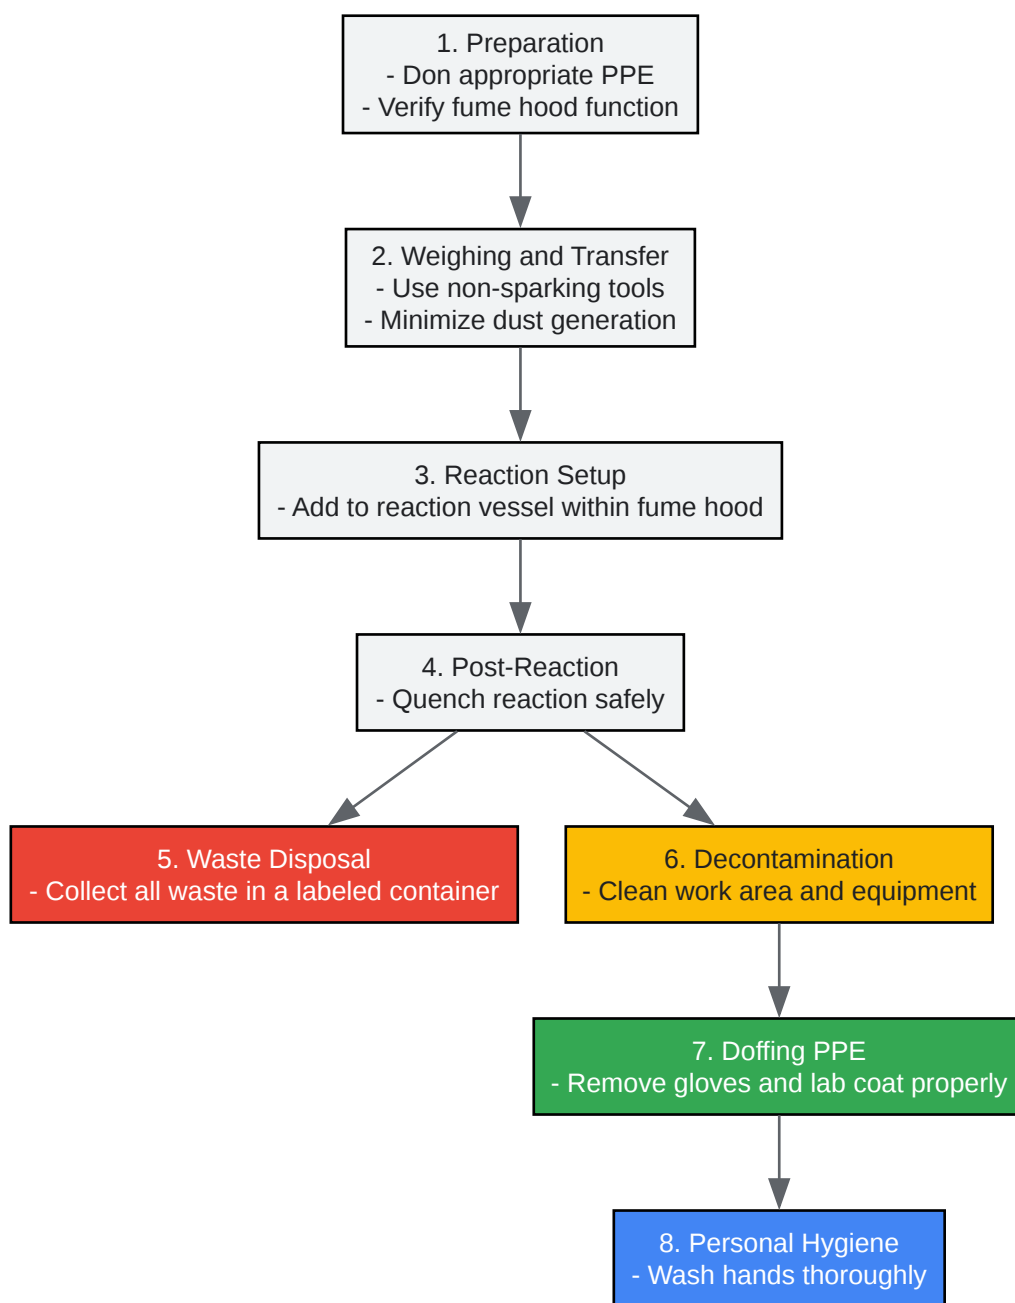 1. Preparation
- Don appropriate PPE
- Verify fume hood function
2. Weighing and Transfer
- Use non-sparking tools
- Minimize dust generation
3. Reaction Setup
- Add to reaction vessel within fume hood
4. Post-Reaction
- Quench reaction safely
5. Waste Disposal
- Collect all waste in a labeled container
6. Decontamination
- Clean work area and equipment
7. Doffing PPE
- Remove gloves and lab coat properly
8. Personal Hygiene
- Wash hands thoroughly